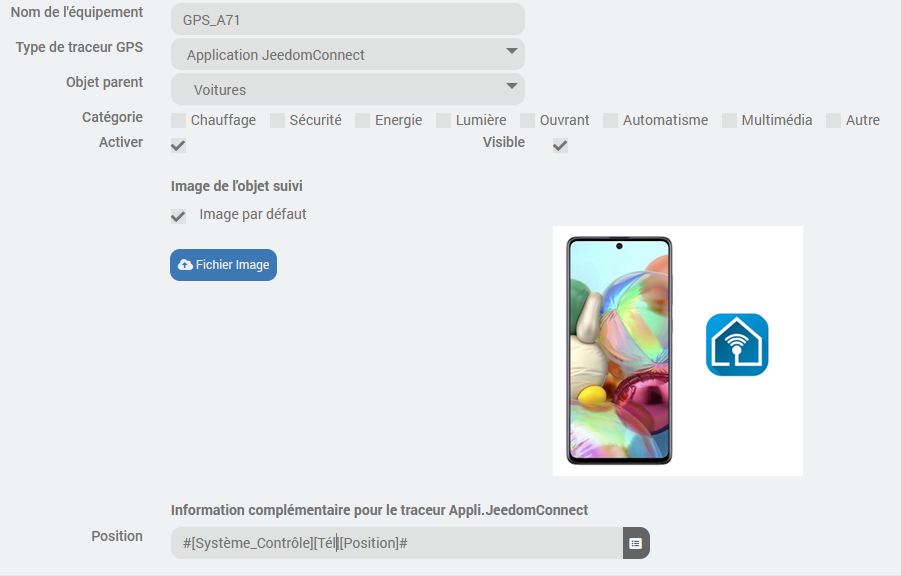 Nom de l'équipement GPS_A71
Type de traceur GPS Application JeedomConnect
Objet parent Voitures
Catégorie Chauffage Sécurité Energie Lumière Ouvrant Automatisme Multimédia Autre
Activer Visible
Image de l'objet suivi
Image par défaut
Fichier Image
Information complémentaire pour le traceur Appli.JeedomConnect
Position #[Système_Contrôle][Tél][Position]#